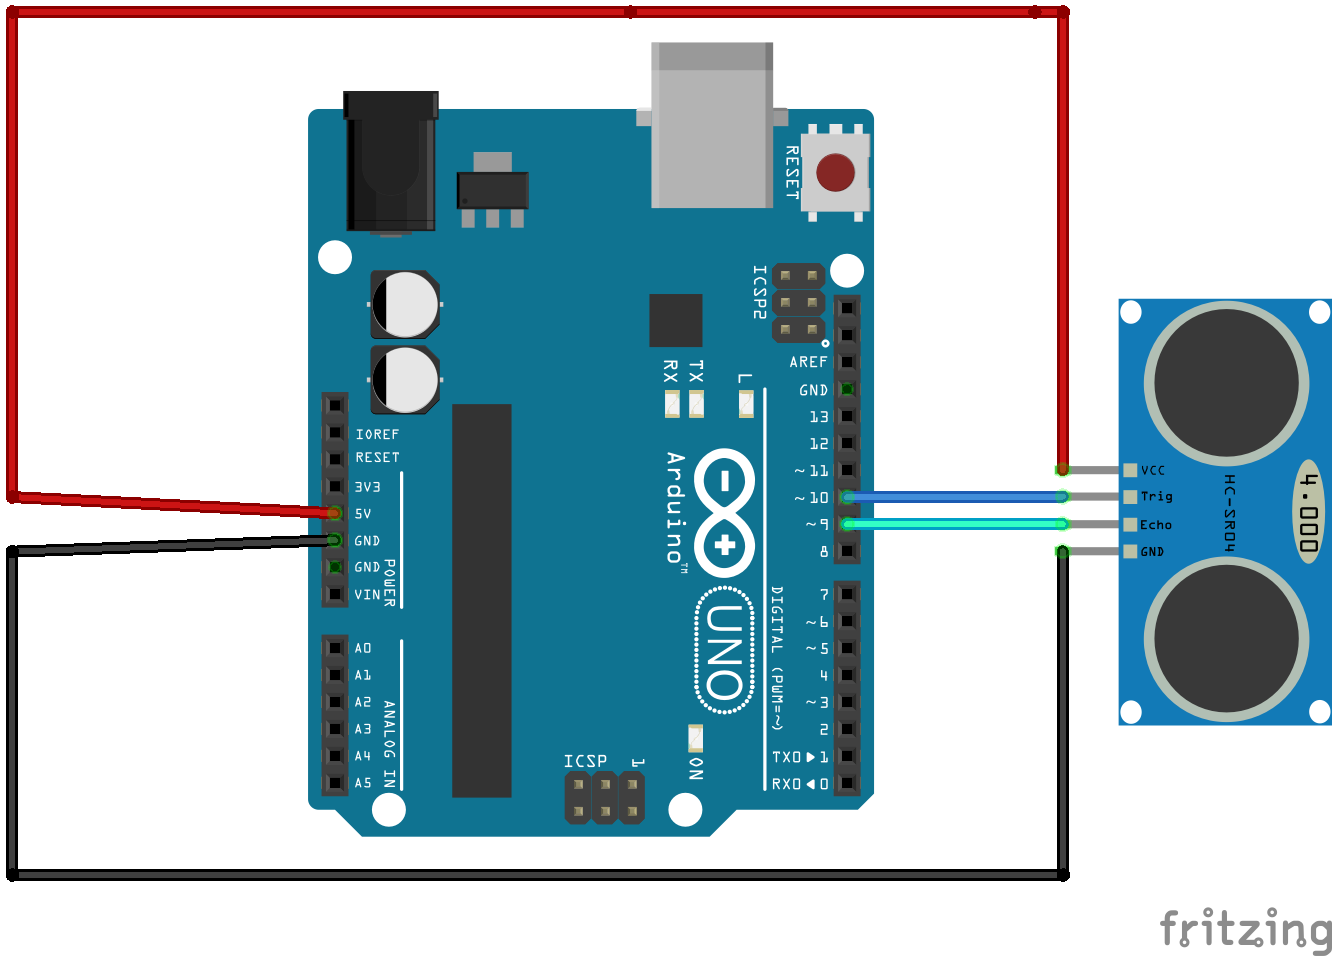 RESET
ICSP2
RX
TX
L
AREF
GND
13
12
~11
~10
~9
8
IOREF
RESET
3V3
5V
GND
GND
VIN
POWER
Arduino™
UNO
DIGITAL (PWM=~)
7
~6
~5
4
~3
2
TX0▶1
RX0◀0
A0
A1
A2
A3
A4
A5
ANALOG IN
ICSP
1
ON
VCC
Trig
Echo
GND
HC-SR04
4.000
fritzing